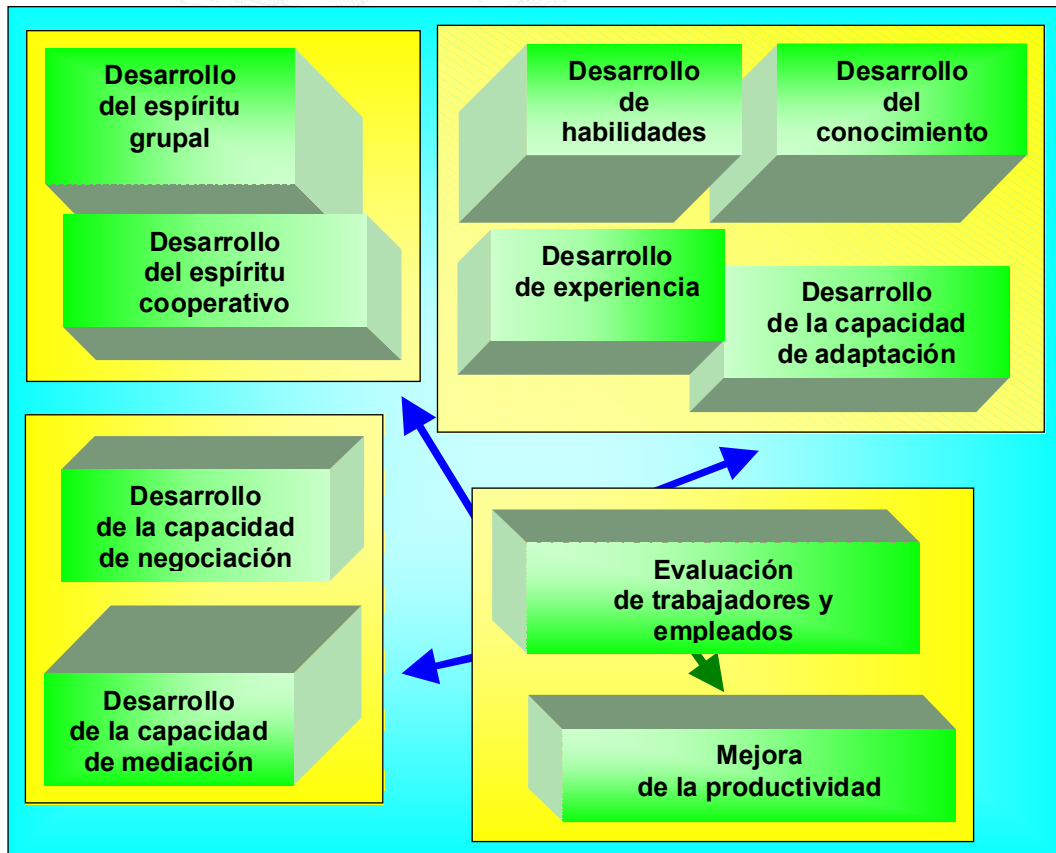 Desarrollo
del espíritu
grupal
Desarrollo
del espíritu
cooperativo
Desarrollo
de
habilidades
Desarrollo
del
conocimiento
Desarrollo
de experiencia
Desarrollo
de la capacidad
de adaptación
Desarrollo
de la capacidad
de negociación
Desarrollo
de la capacidad
de mediación
Evaluación
de trabajadores y
empleados
Mejora
de la productividad